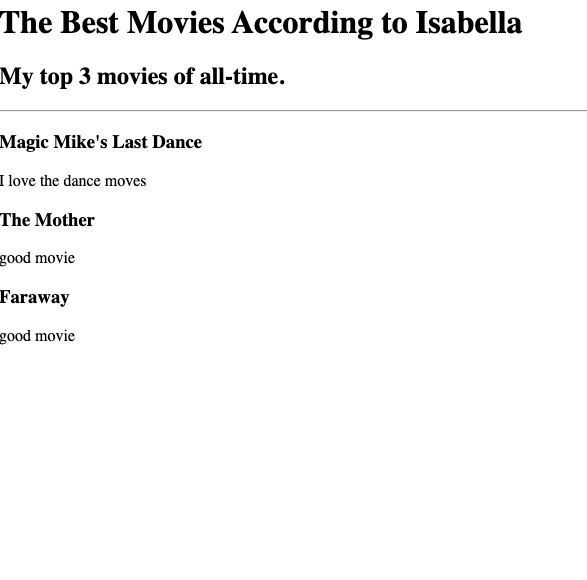 The Best Movies According to Isabella
My top 3 movies of all-time.
Magic Mike's Last Dance
I love the dance moves
The Mother
good movie
Faraway
good movie